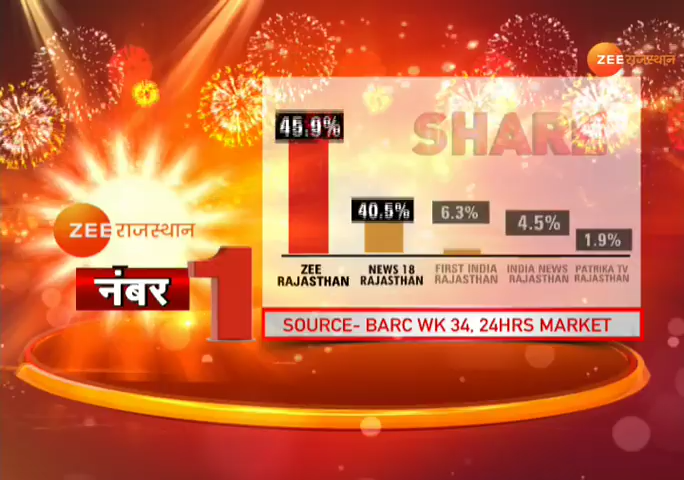 ZEE राजस्थान
SHARE
45.9%
40.5%
6.3%
4.5%
1.9%
ZEE RAJASTHAN
NEWS 18 RAJASTHAN
FIRST INDIA RAJASTHAN
INDIA NEWS RAJASTHAN
PATRIKA TV RAJASTHAN
ZEE राजस्थान
नंबर 1
SOURCE- BARC WK 34, 24HRS MARKET